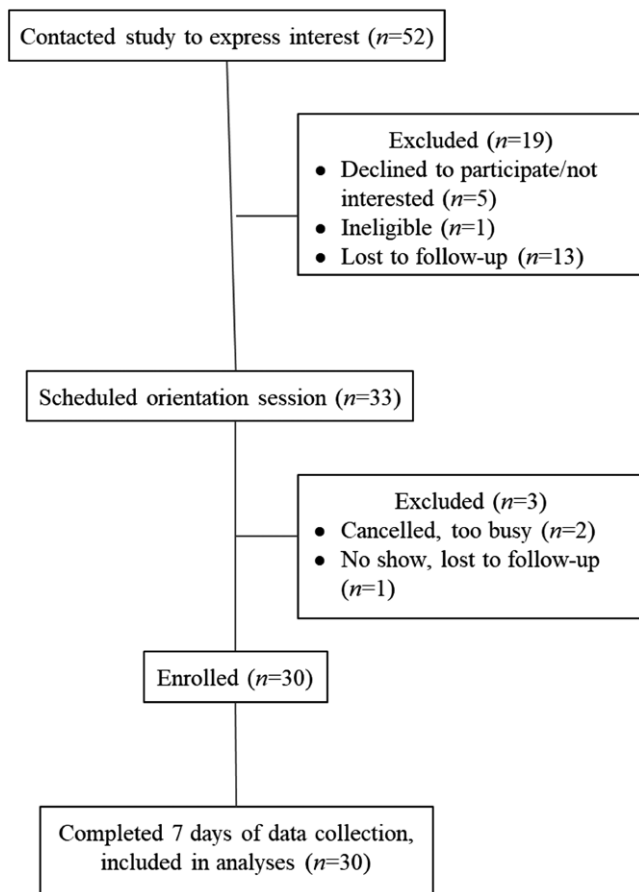 Contacted study to express interest (n=52)
Excluded (n=19)
• Declined to participate/not
interested (n=5)
• Ineligible (n=1)
• Lost to follow-up (n=13)
Scheduled orientation session (n=33)
Excluded (n=3)
• Cancelled, too busy (n=2)
• No show, lost to follow-up
(n=1)
Enrolled (n=30)
Completed 7 days of data collection,
included in analyses (n=30)